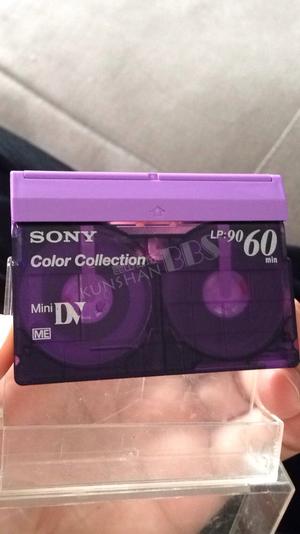 SONY
LP:90 60
min
Color Collection
KUNSHAN BBS
Mini DV
ME